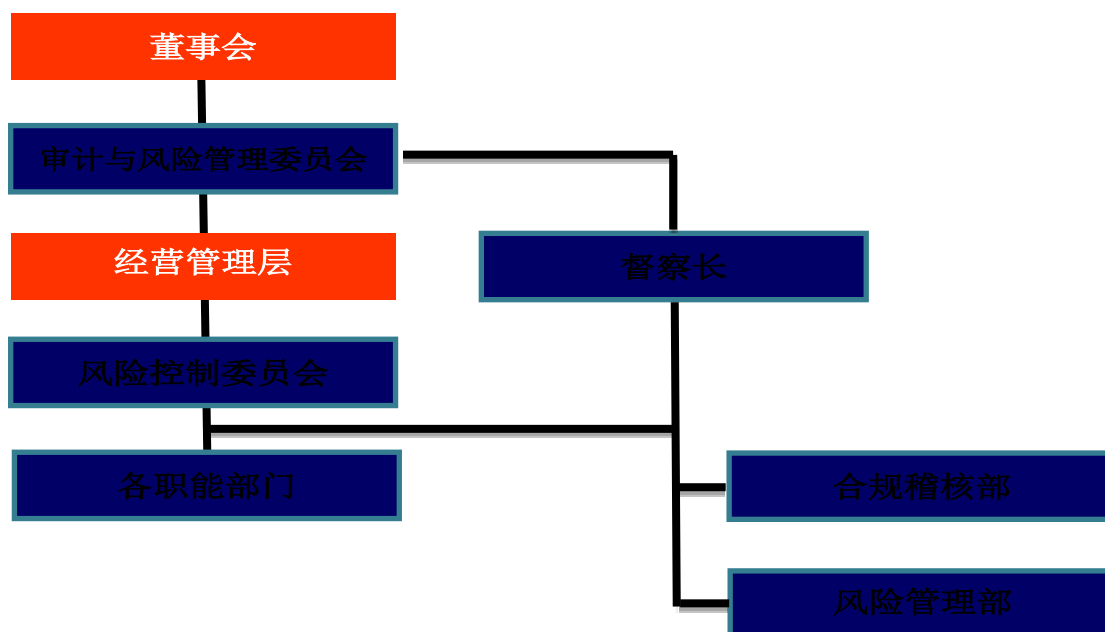 董事会
审计与风险管理委员会
经营管理层
督察长
风险控制委员会
各职能部门
合规稽核部
风险管理部